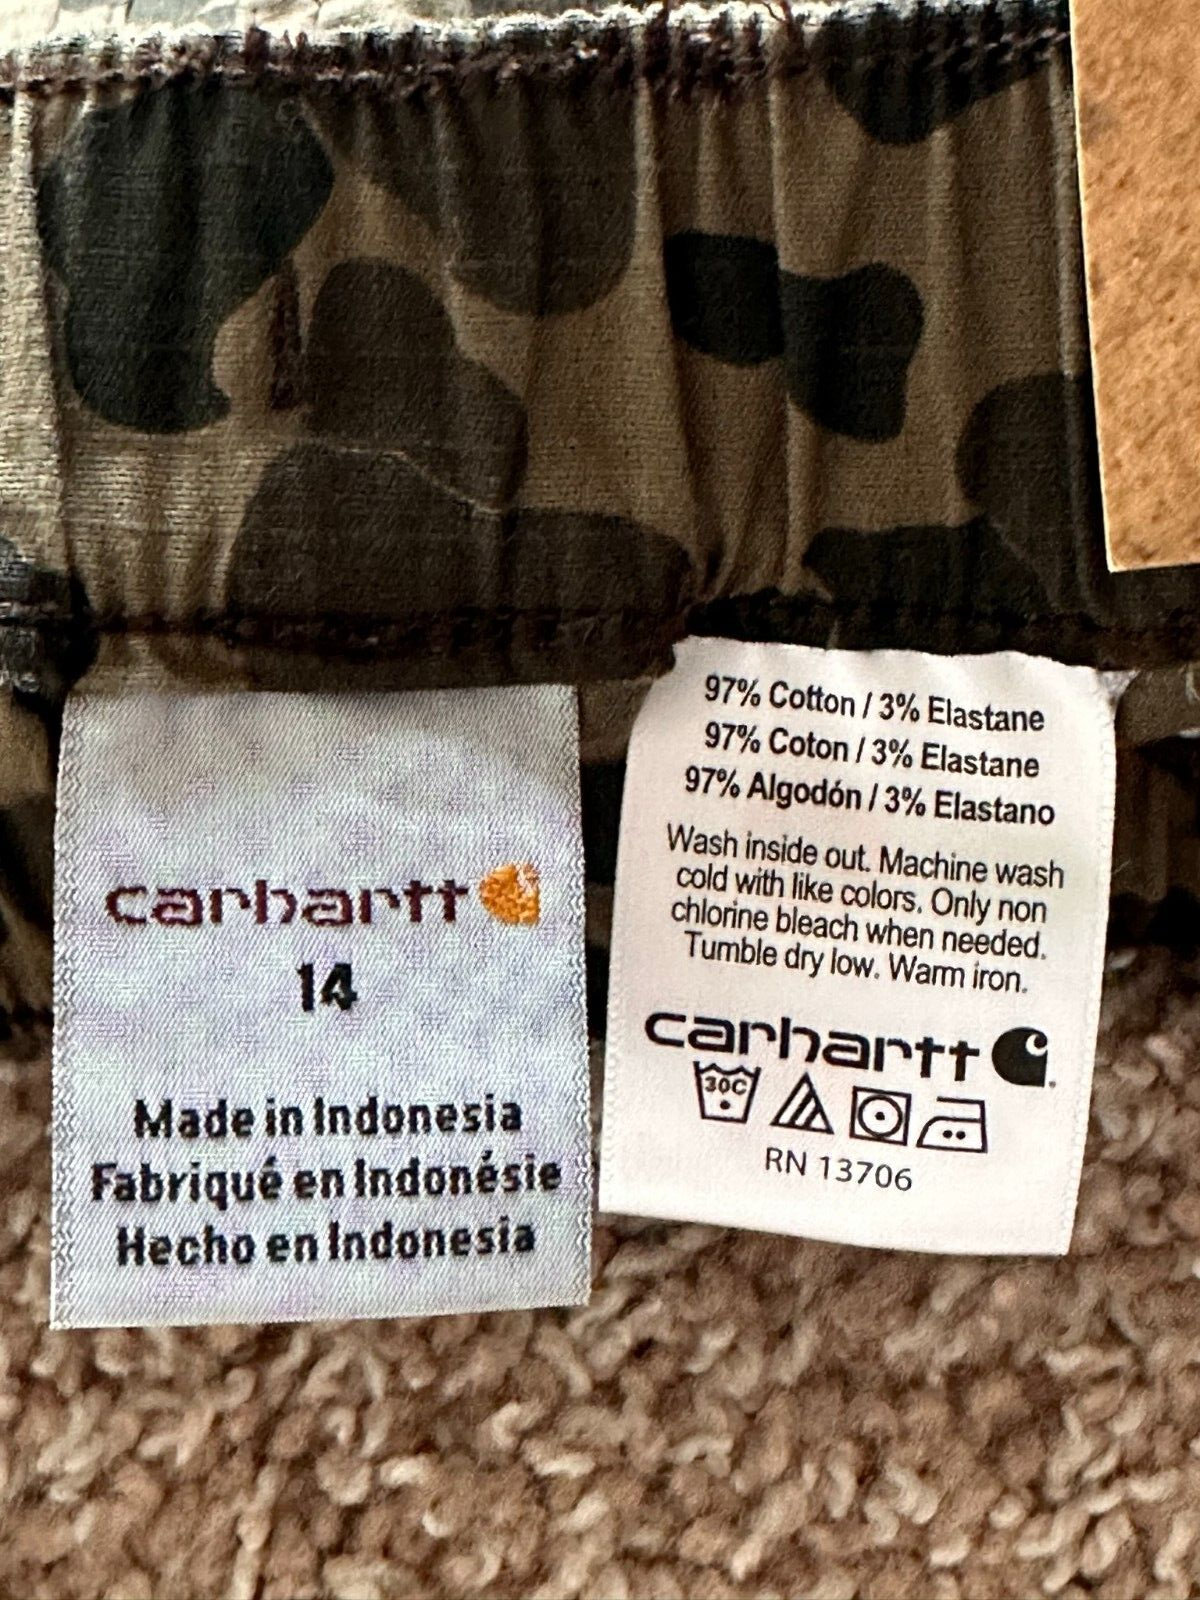 carhartt
14
Made in Indonesia
Fabriqué en Indonésie
Hecho en Indonesia
97% Cotton / 3% Elastane
97% Coton / 3% Elastane
97% Algodón / 3% Elastano
Wash inside out. Machine wash
cold with like colors. Only non
chlorine bleach when needed.
Tumble dry low. Warm iron.
carhartt
30C
RN 13706